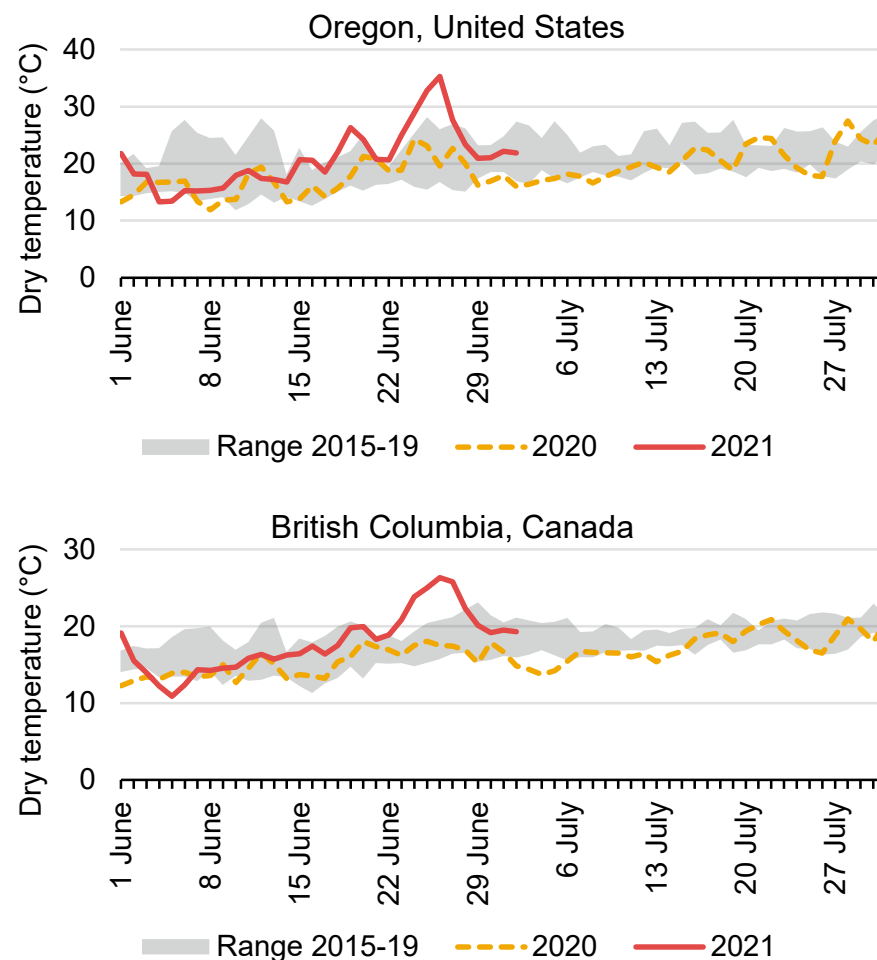 Oregon, United States
Dry temperature (°C)
40
30
20
10
0
1 June
8 June
15 June
22 June
29 June
6 July
13 July
20 July
27 July
Range 2015-19
2020
2021
British Columbia, Canada
Dry temperature (°C)
30
20
10
0
1 June
8 June
15 June
22 June
29 June
6 July
13 July
20 July
27 July
Range 2015-19
2020
2021